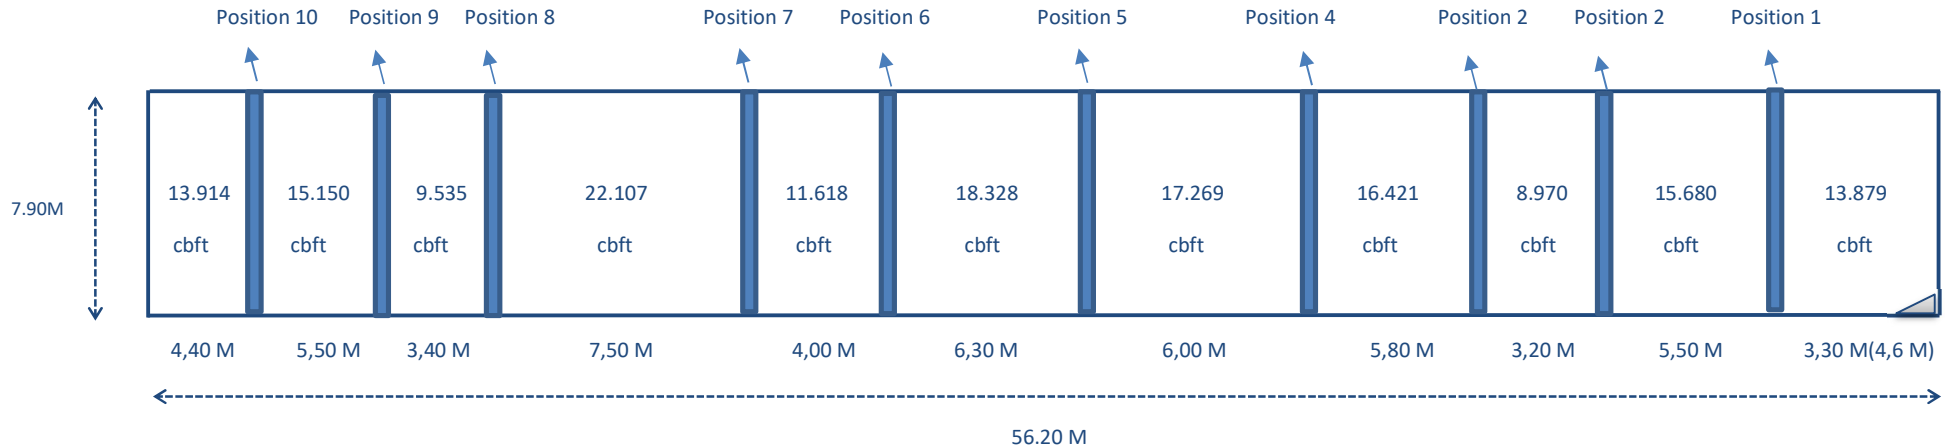 Position 10 Position 9 Position 8 Position 7 Position 6 Position 5 Position 4 Position 2 Position 2 Position 1
13.914 15.150 9.535 22.107 11.618 18.328 17.269 16.421 8.970 15.680 13.879
7.90M
cbft cbft cbft cbft cbft cbft cbft cbft cbft cbft cbft
4,40 M 5,50 M 3,40 M 7,50 M 4,00 M 6,30 M 6,00 M 5,80 M 3,20 M 5,50 M 3,30 M(4,6 M)
56.20 M